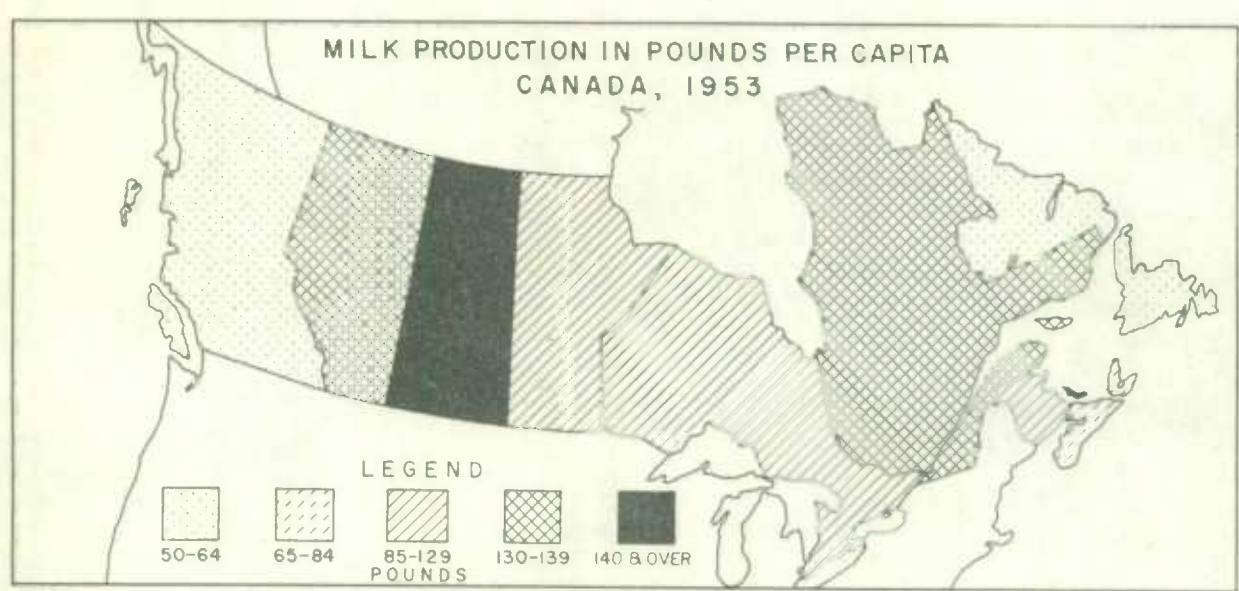 MILK PRODUCTION IN POUNDS PER CAPITA
CANADA, 1953
LEGEND
50-64 65-84 85-129 130-139 140 & OVER
POUNDS